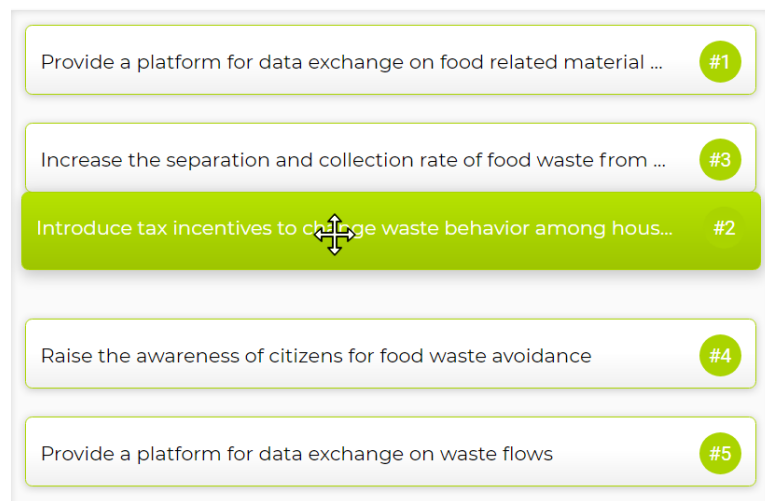 Provide a platform for data exchange on food related material ... #1
Increase the separation and collection rate of food waste from ... #3
Introduce tax incentives to change waste behavior among hous... #2
Raise the awareness of citizens for food waste avoidance #4
Provide a platform for data exchange on waste flows #5